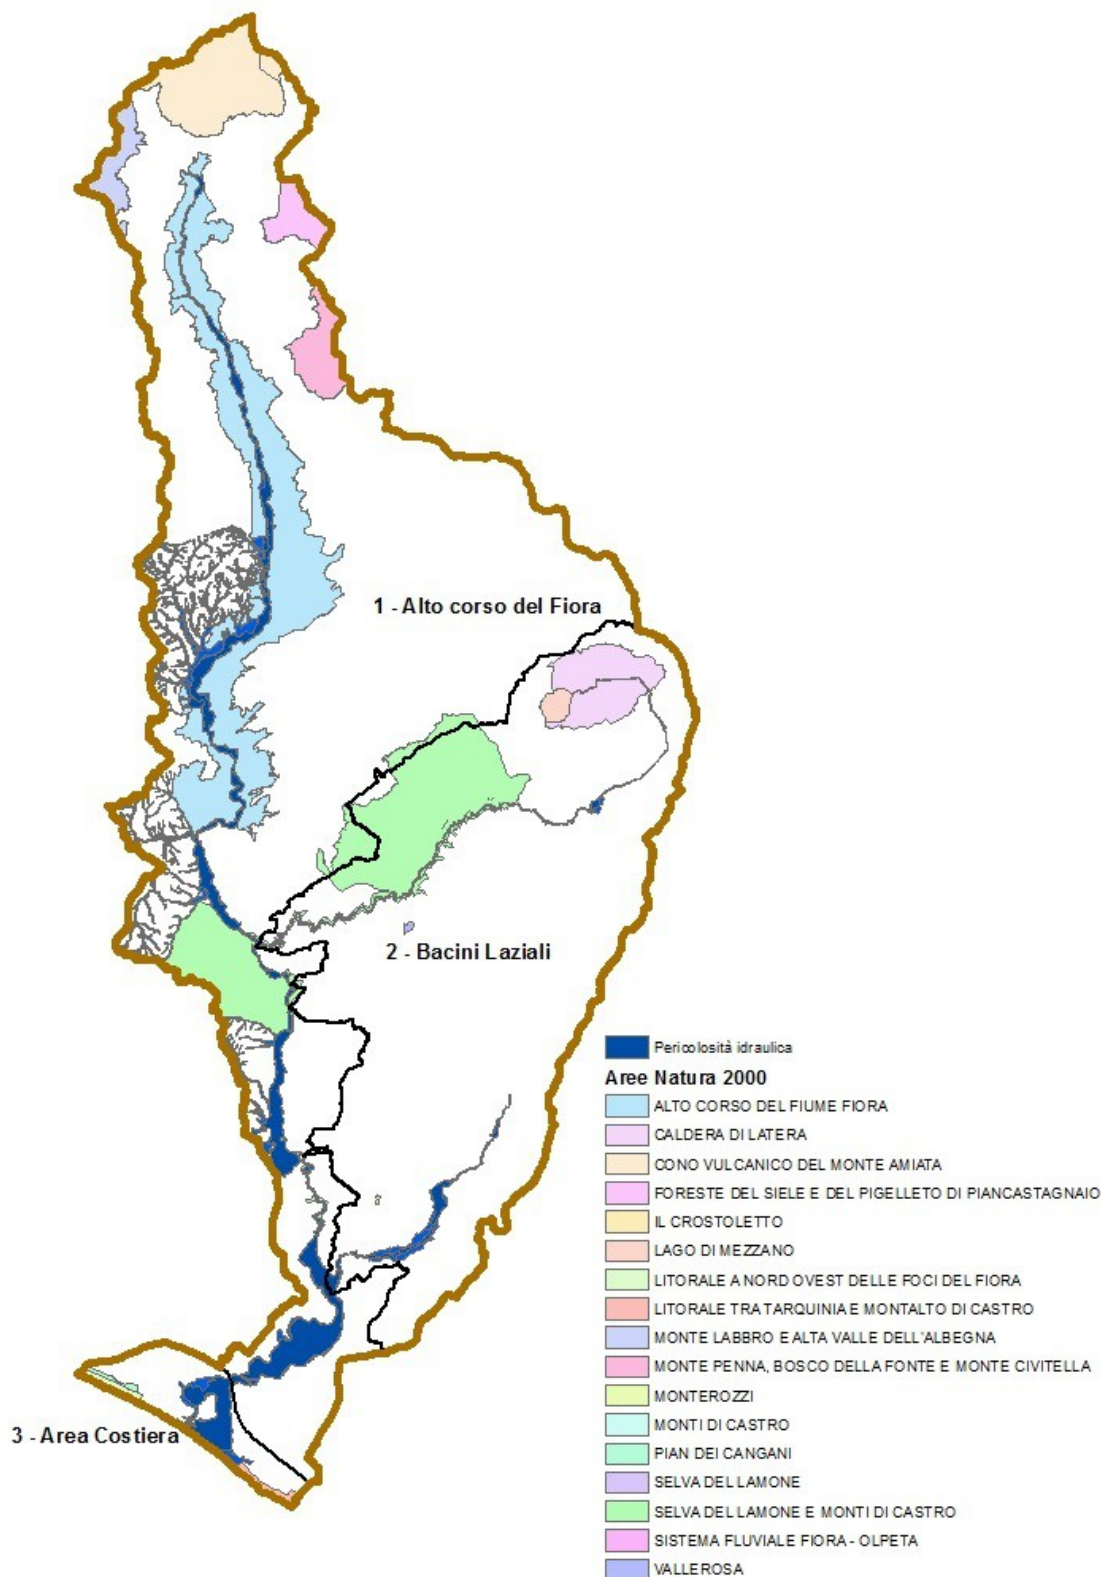 1 - Alto corso del Fiora
2 - Bacini Laziali
3 - Area Costiera
Pericolosità idraulica
Aree Natura 2000
ALTO CORSO DEL FIUME FIORA
CALDERA DI LATERA
CONO VULCANICO DEL MONTE AMIATA
FORESTE DEL SIELE E DEL PIGELLETO DI PIANCASTAGNAIO
IL CROSTOLETTO
LAGO DI MEZZANO
LITORALE A NORD OVEST DELLE FOCI DEL FIORA
LITORALE TRA TARQUINIA E MONTALTO DI CASTRO
MONTE LABBRO E ALTA VALLE DELL'ALBEGNA
MONTE PENNA, BOSCO DELLA FONTE E MONTE CIVITELLA
MONTEROZZI
MONTI DI CASTRO
PIAN DEI CANGANI
SELVA DEL LAMONE
SELVA DEL LAMONE E MONTI DI CASTRO
SISTEMA FLUVIALE FIORA - OLPETA
VALLEROSA